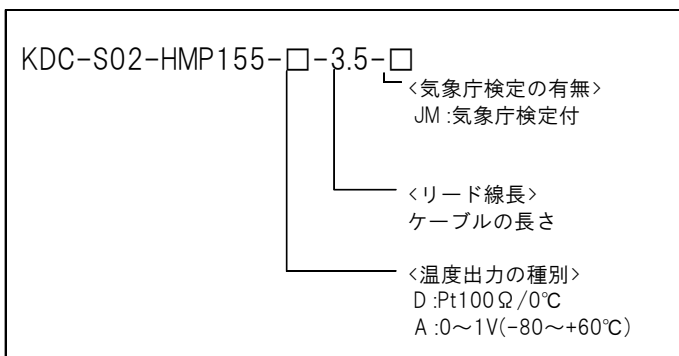 KDC-S02-HMP155-□-3.5-□
<気象庁検定の有無>
JM :気象庁検定付
<リード線長>
ケーブルの長さ
<温度出力の種別>
D :Pt100Ω/0℃
A :0～1V(-80～+60℃)